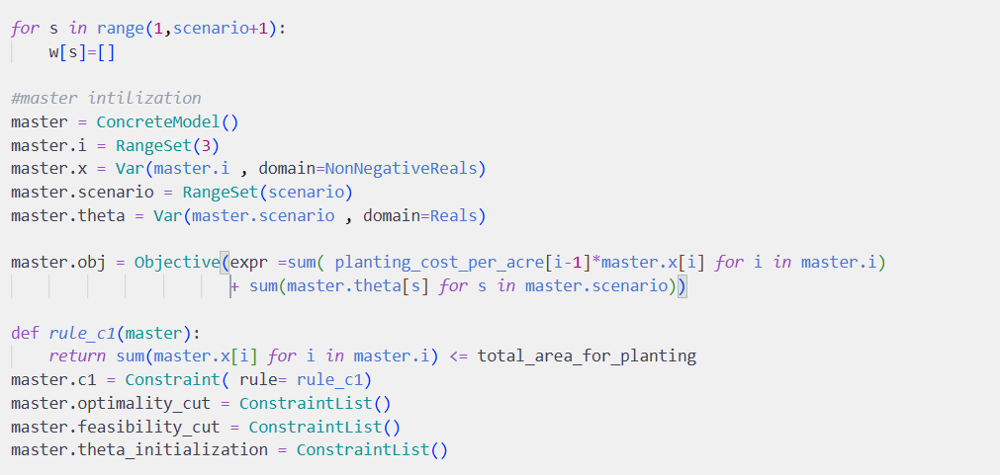 for s in range(1,scenario+1):
    w[s]=[]

#master intilization
master = ConcreteModel()
master.i = RangeSet(3)
master.x = Var(master.i , domain=NonNegativeReals)
master.scenario = RangeSet(scenario)
master.theta = Var(master.scenario , domain=Reals)

master.obj = Objective(expr =sum( planting_cost_per_acre[i-1]*master.x[i] for i in master.i)
                       + sum(master.theta[s] for s in master.scenario))

def rule_c1(master):
    return sum(master.x[i] for i in master.i) <= total_area_for_planting
master.c1 = Constraint( rule= rule_c1)
master.optimality_cut = ConstraintList()
master.feasibility_cut = ConstraintList()
master.theta_initialization = ConstraintList()